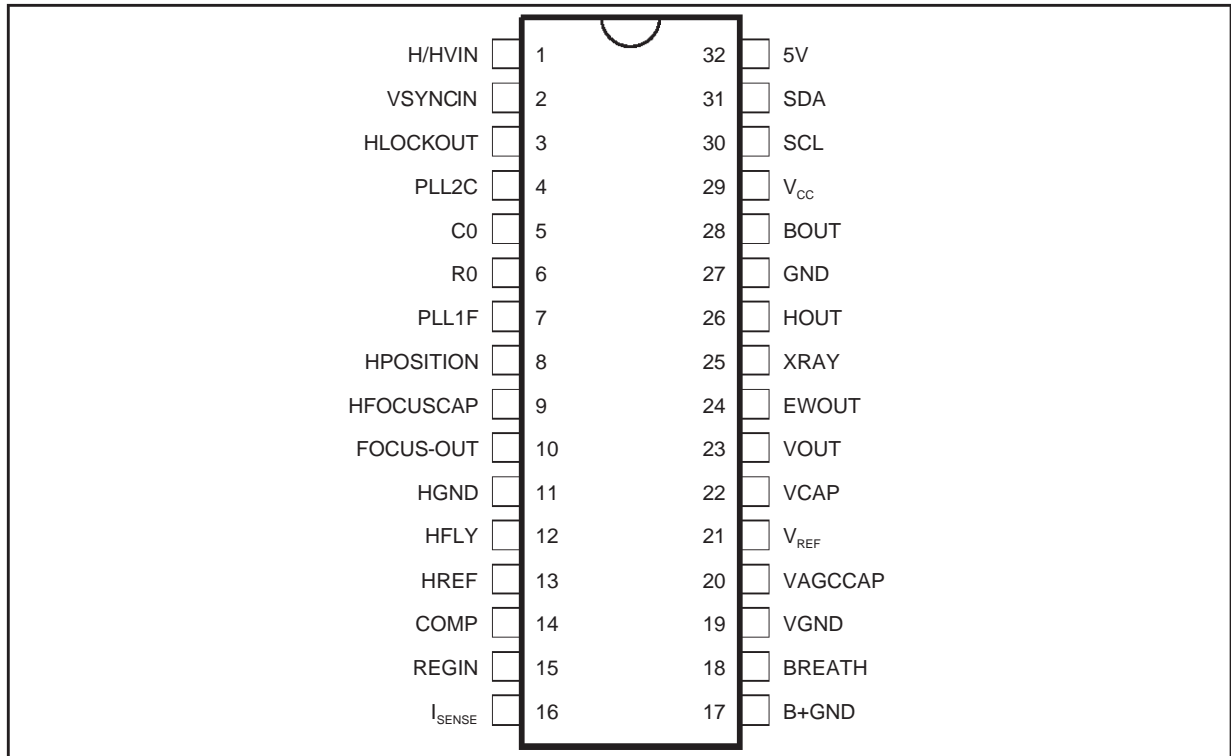 H/HVIN 1 32 5V
VSYNCIN 2 31 SDA
HLOCKOUT 3 30 SCL
PLL2C 4 29 VCC
C0 5 28 BOUT
R0 6 27 GND
PLL1F 7 26 HOUT
HPOSITION 8 25 XRAY
HFOCUSCAP 9 24 EWOUT
FOCUS-OUT 10 23 VOUT
HGND 11 22 VCAP
HFLY 12 21 VREF
HREF 13 20 VAGCCAP
COMP 14 19 VGND
REGIN 15 18 BREATH
ISENSE 16 17 B+GND